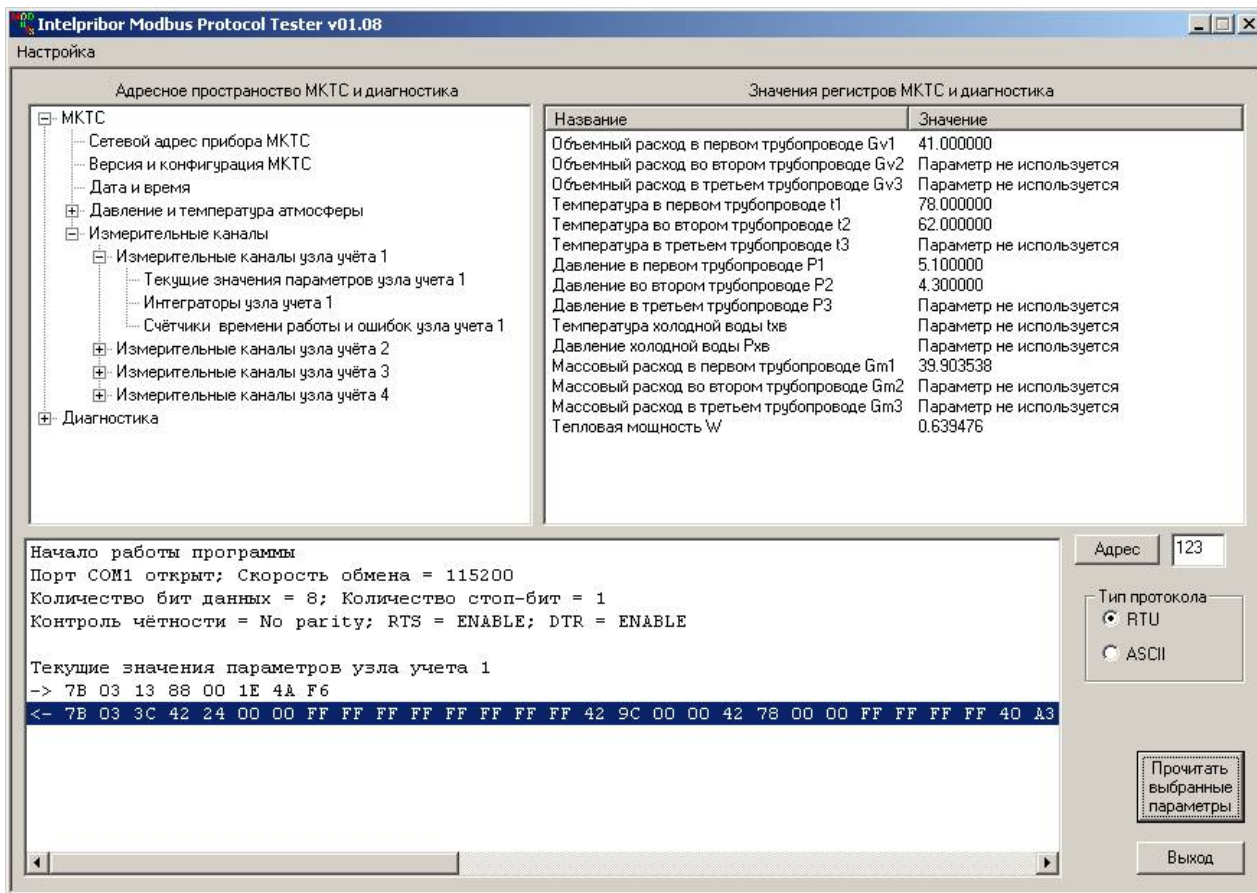 Intelpribor Modbus Protocol Tester v01.08
Настройка
Адресное простраство МКТС и диагностика
МКТС
Сетевой адрес прибора МКТС
Версия и конфигурация МКТС
Дата и время
Давление и температура атмосферы
Измерительные каналы
Измерительные каналы узла учёта 1
Текущие значения параметров узла учета 1
Интеграторы узла учета 1
Счётчики времени работы и ошибок узла учета 1
Измерительные каналы узла учёта 2
Измерительные каналы узла учёта 3
Измерительные каналы узла учёта 4
Диагностика
Значения регистров МКТС и диагностика
Название Значение
Объемный расход в первом трубопроводе Gv1 41.000000
Объемный расход во втором трубопроводе Gv2 Параметр не используется
Объемный расход в третьем трубопроводе Gv3 Параметр не используется
Температура в первом трубопроводе t1 78.000000
Температура во втором трубопроводе t2 62.000000
Температура в третьем трубопроводе t3 Параметр не используется
Давление в первом трубопроводе P1 5.100000
Давление во втором трубопроводе P2 4.300000
Давление в третьем трубопроводе P3 Параметр не используется
Температура холодной воды tхв Параметр не используется
Давление холодной воды Pхв Параметр не используется
Массовый расход в первом трубопроводе Gm1 39.903538
Массовый расход во втором трубопроводе Gm2 Параметр не используется
Массовый расход в третьем трубопроводе Gm3 Параметр не используется
Тепловая мощность W 0.639476
Начало работы программы
Порт COM1 открыт; Скорость обмена = 115200
Количество бит данных = 8; Количество стоп-бит = 1
Контроль чётности = No parity; RTS = ENABLE; DTR = ENABLE
Текущие значения параметров узла учета 1
-> 7B 03 13 88 00 1E 4A F6
<- 7B 03 3C 42 24 00 00 FF FF FF FF FF FF FF FF 42 9C 00 00 42 78 00 00 FF FF FF FF 40 A3
Адрес 123
Тип протокола
RTU
ASCII
Прочитать
выбранные
параметры
Выход